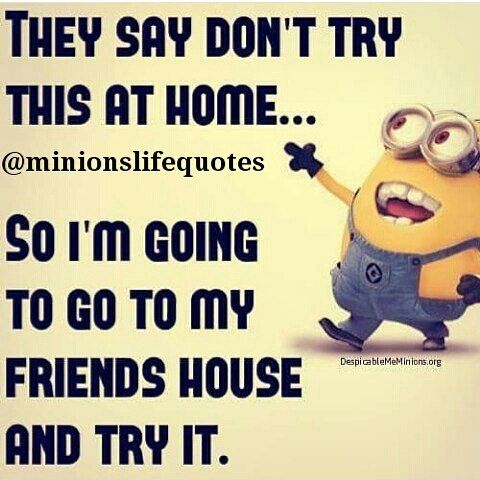 THEY SAY DON'T TRY
THIS AT HOME...
@minionslifequotes
SO I'M GOING
TO GO TO MY
FRIENDS HOUSE
AND TRY IT.
DespicableMeMinions.org